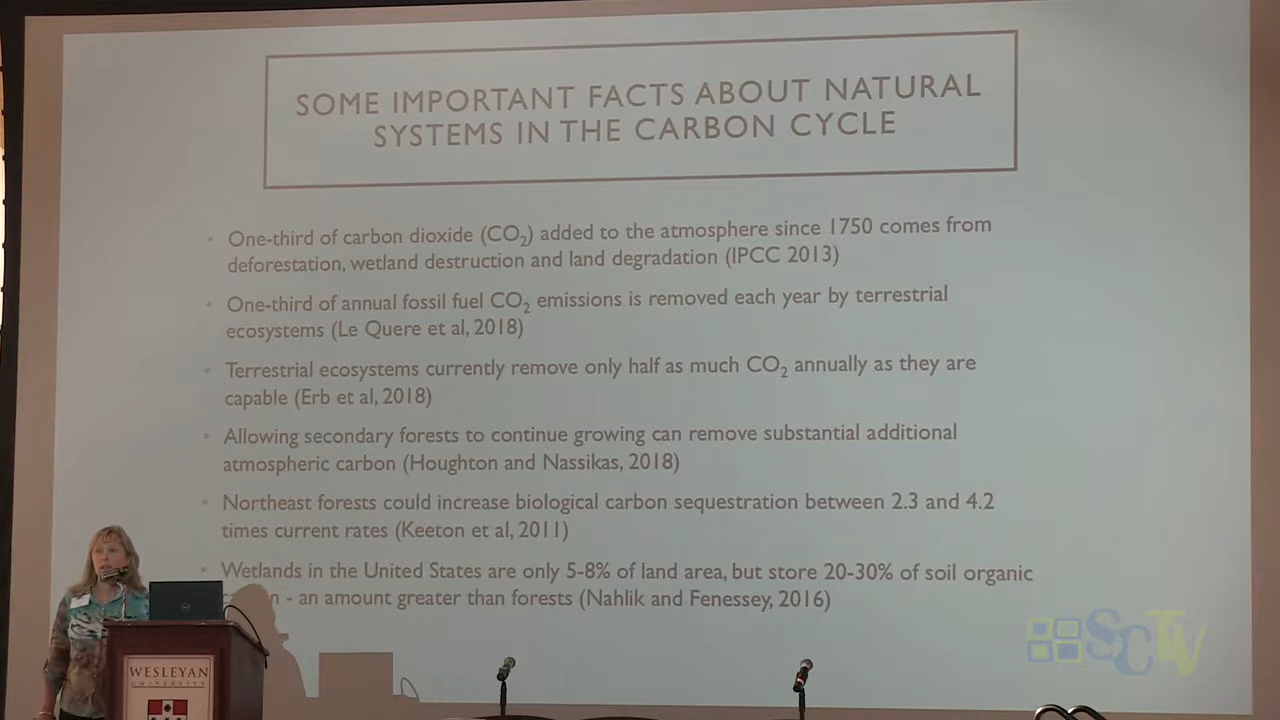 SOME IMPORTANT FACTS ABOUT NATURAL
SYSTEMS IN THE CARBON CYCLE
One-third of carbon dioxide (CO2) added to the atmosphere since 1750 comes from
deforestation, wetland destruction and land degradation (IPCC 2013)
One-third of annual fossil fuel CO2 emissions is removed each year by terrestrial
ecosystems (Le Quere et al, 2018)
Terrestrial ecosystems currently remove only half as much CO2 annually as they are
capable (Erb et al, 2018)
Allowing secondary forests to continue growing can remove substantial additional
atmospheric carbon (Houghton and Nassikas, 2018)
Northeast forests could increase biological carbon sequestration between 2.3 and 4.2
times current rates (Keeton et al, 2011)
Wetlands in the United States are only 5-8% of land area, but store 20-30% of soil organic
- an amount greater than forests (Nahlik and Fenessey, 2016)
SCTV
WESLEYAN
UNIVERSITY